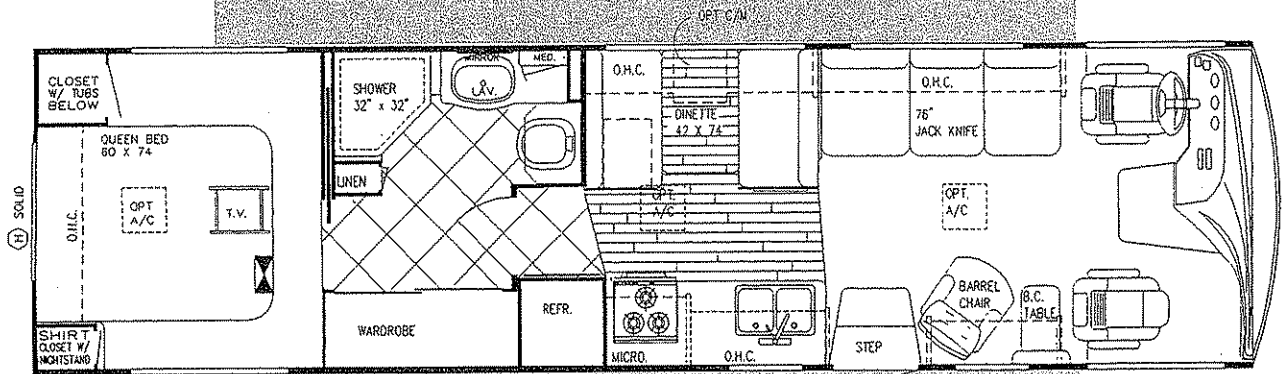 OPT C/M
CLOSET
W/ TUBS
BELOW
QUEEN BED
60 X 74
O.H.C.
OPT
A/C
T.V.
H
SOLID
SHIRT
CLOSET W/
NIGHTSTAND
SHOWER
32" x 32"
LINEN
MIRROR
LAV.
MED.
WARDROBE
REFR.
O.H.C.
DINETTE
42 X 74
OPT.
A/C
MICRO.
O.H.C.
O.H.C.
76"
JACK KNIFE
OPT.
A/C
STEP
BARREL
CHAIR
B.C.
TABLE